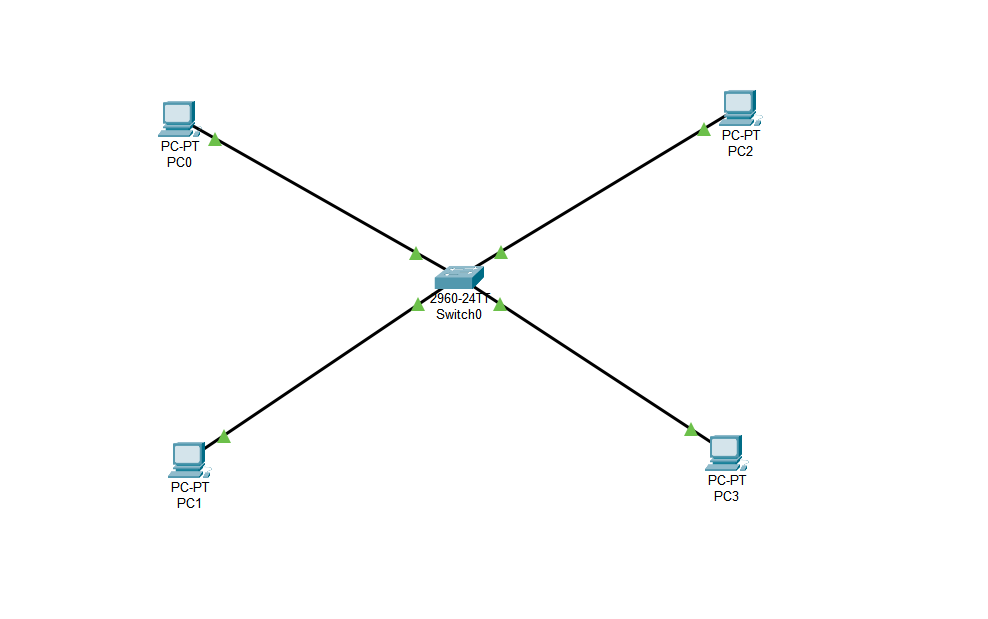 PC-PT
PC0
PC-PT
PC2
2960-24TT
Switch0
PC-PT
PC1
PC-PT
PC3